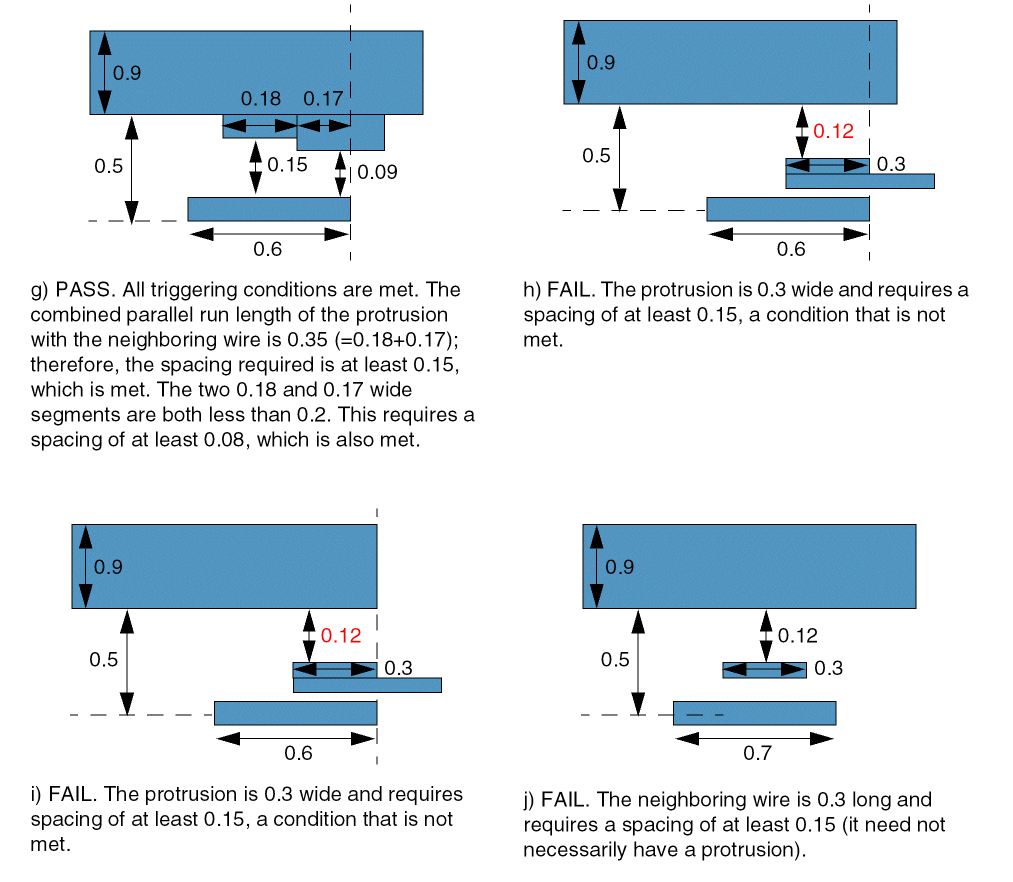 0.9
0.18 0.17
0.5
0.15
0.09
0.6
g) PASS. All triggering conditions are met. The
combined parallel run length of the protrusion
with the neighboring wire is 0.35 (=0.18+0.17);
therefore, the spacing required is at least 0.15,
which is met. The two 0.18 and 0.17 wide
segments are both less than 0.2. This requires a
spacing of at least 0.08, which is also met.
0.9
0.12
0.5
0.3
0.6
h) FAIL. The protrusion is 0.3 wide and requires a
spacing of at least 0.15, a condition that is not
met.
0.9
0.12
0.5
0.3
0.6
i) FAIL. The protrusion is 0.3 wide and requires
spacing of at least 0.15, a condition that is not
met.
0.9
0.12
0.5
0.3
0.7
j) FAIL. The neighboring wire is 0.3 long and
requires a spacing of at least 0.15 (it need not
necessarily have a protrusion).